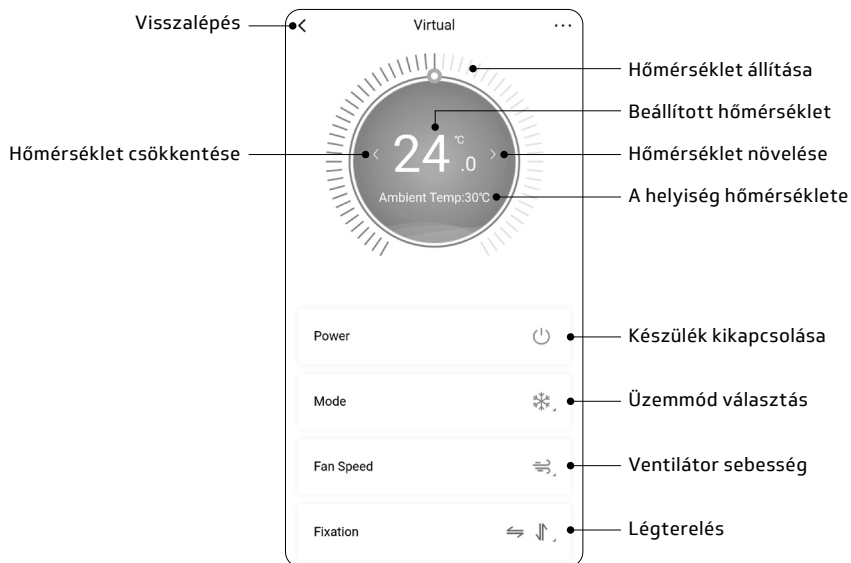 Visszalépés
Virtual
Hőmérséklet állítása
Beállított hőmérséklet
Hőmérséklet csökkentése
24.0 °C
Hőmérséklet növelése
Ambient Temp:30°C
A helyiség hőmérséklete
Power
Készülék kikapcsolása
Mode
Üzemmód választás
Fan Speed
Ventilátor sebesség
Fixation
Légterelés